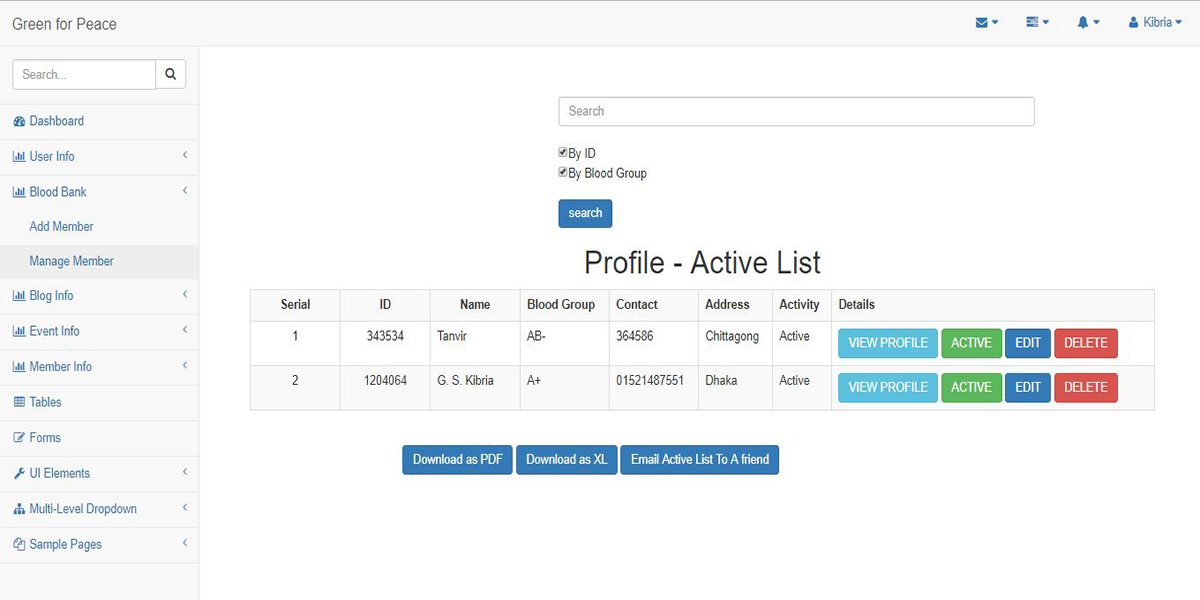 Green for Peace
Kibria
Search...
Dashboard
User Info
Blood Bank
Add Member
Manage Member
Blog Info
Event Info
Member Info
Tables
Forms
UI Elements
Multi-Level Dropdown
Sample Pages
Search
By ID
By Blood Group
search
Profile - Active List
Serial ID Name Blood Group Contact Address Activity Details
1 343534 Tanvir AB- 364586 Chittagong Active VIEW PROFILE ACTIVE EDIT DELETE
2 1204064 G. S. Kibria A+ 01521487551 Dhaka Active VIEW PROFILE ACTIVE EDIT DELETE
Download as PDF Download as XL Email Active List To A friend